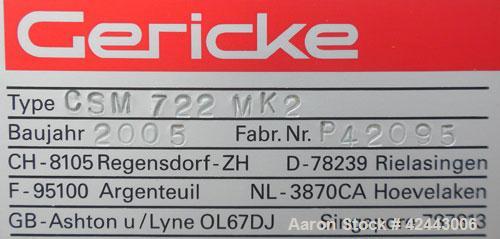 Gericke
Type CSM 722 MK2
Baujahr 2005 Fabr. Nr. P42095
CH-8105 Regensdorf-ZH D-78239 Rielasingen
F-95100 Argenteuil NL-3870CA Hoevelaken
GB-Ashton u/Lyne OL67DJ
Aaron Stock # 42443006